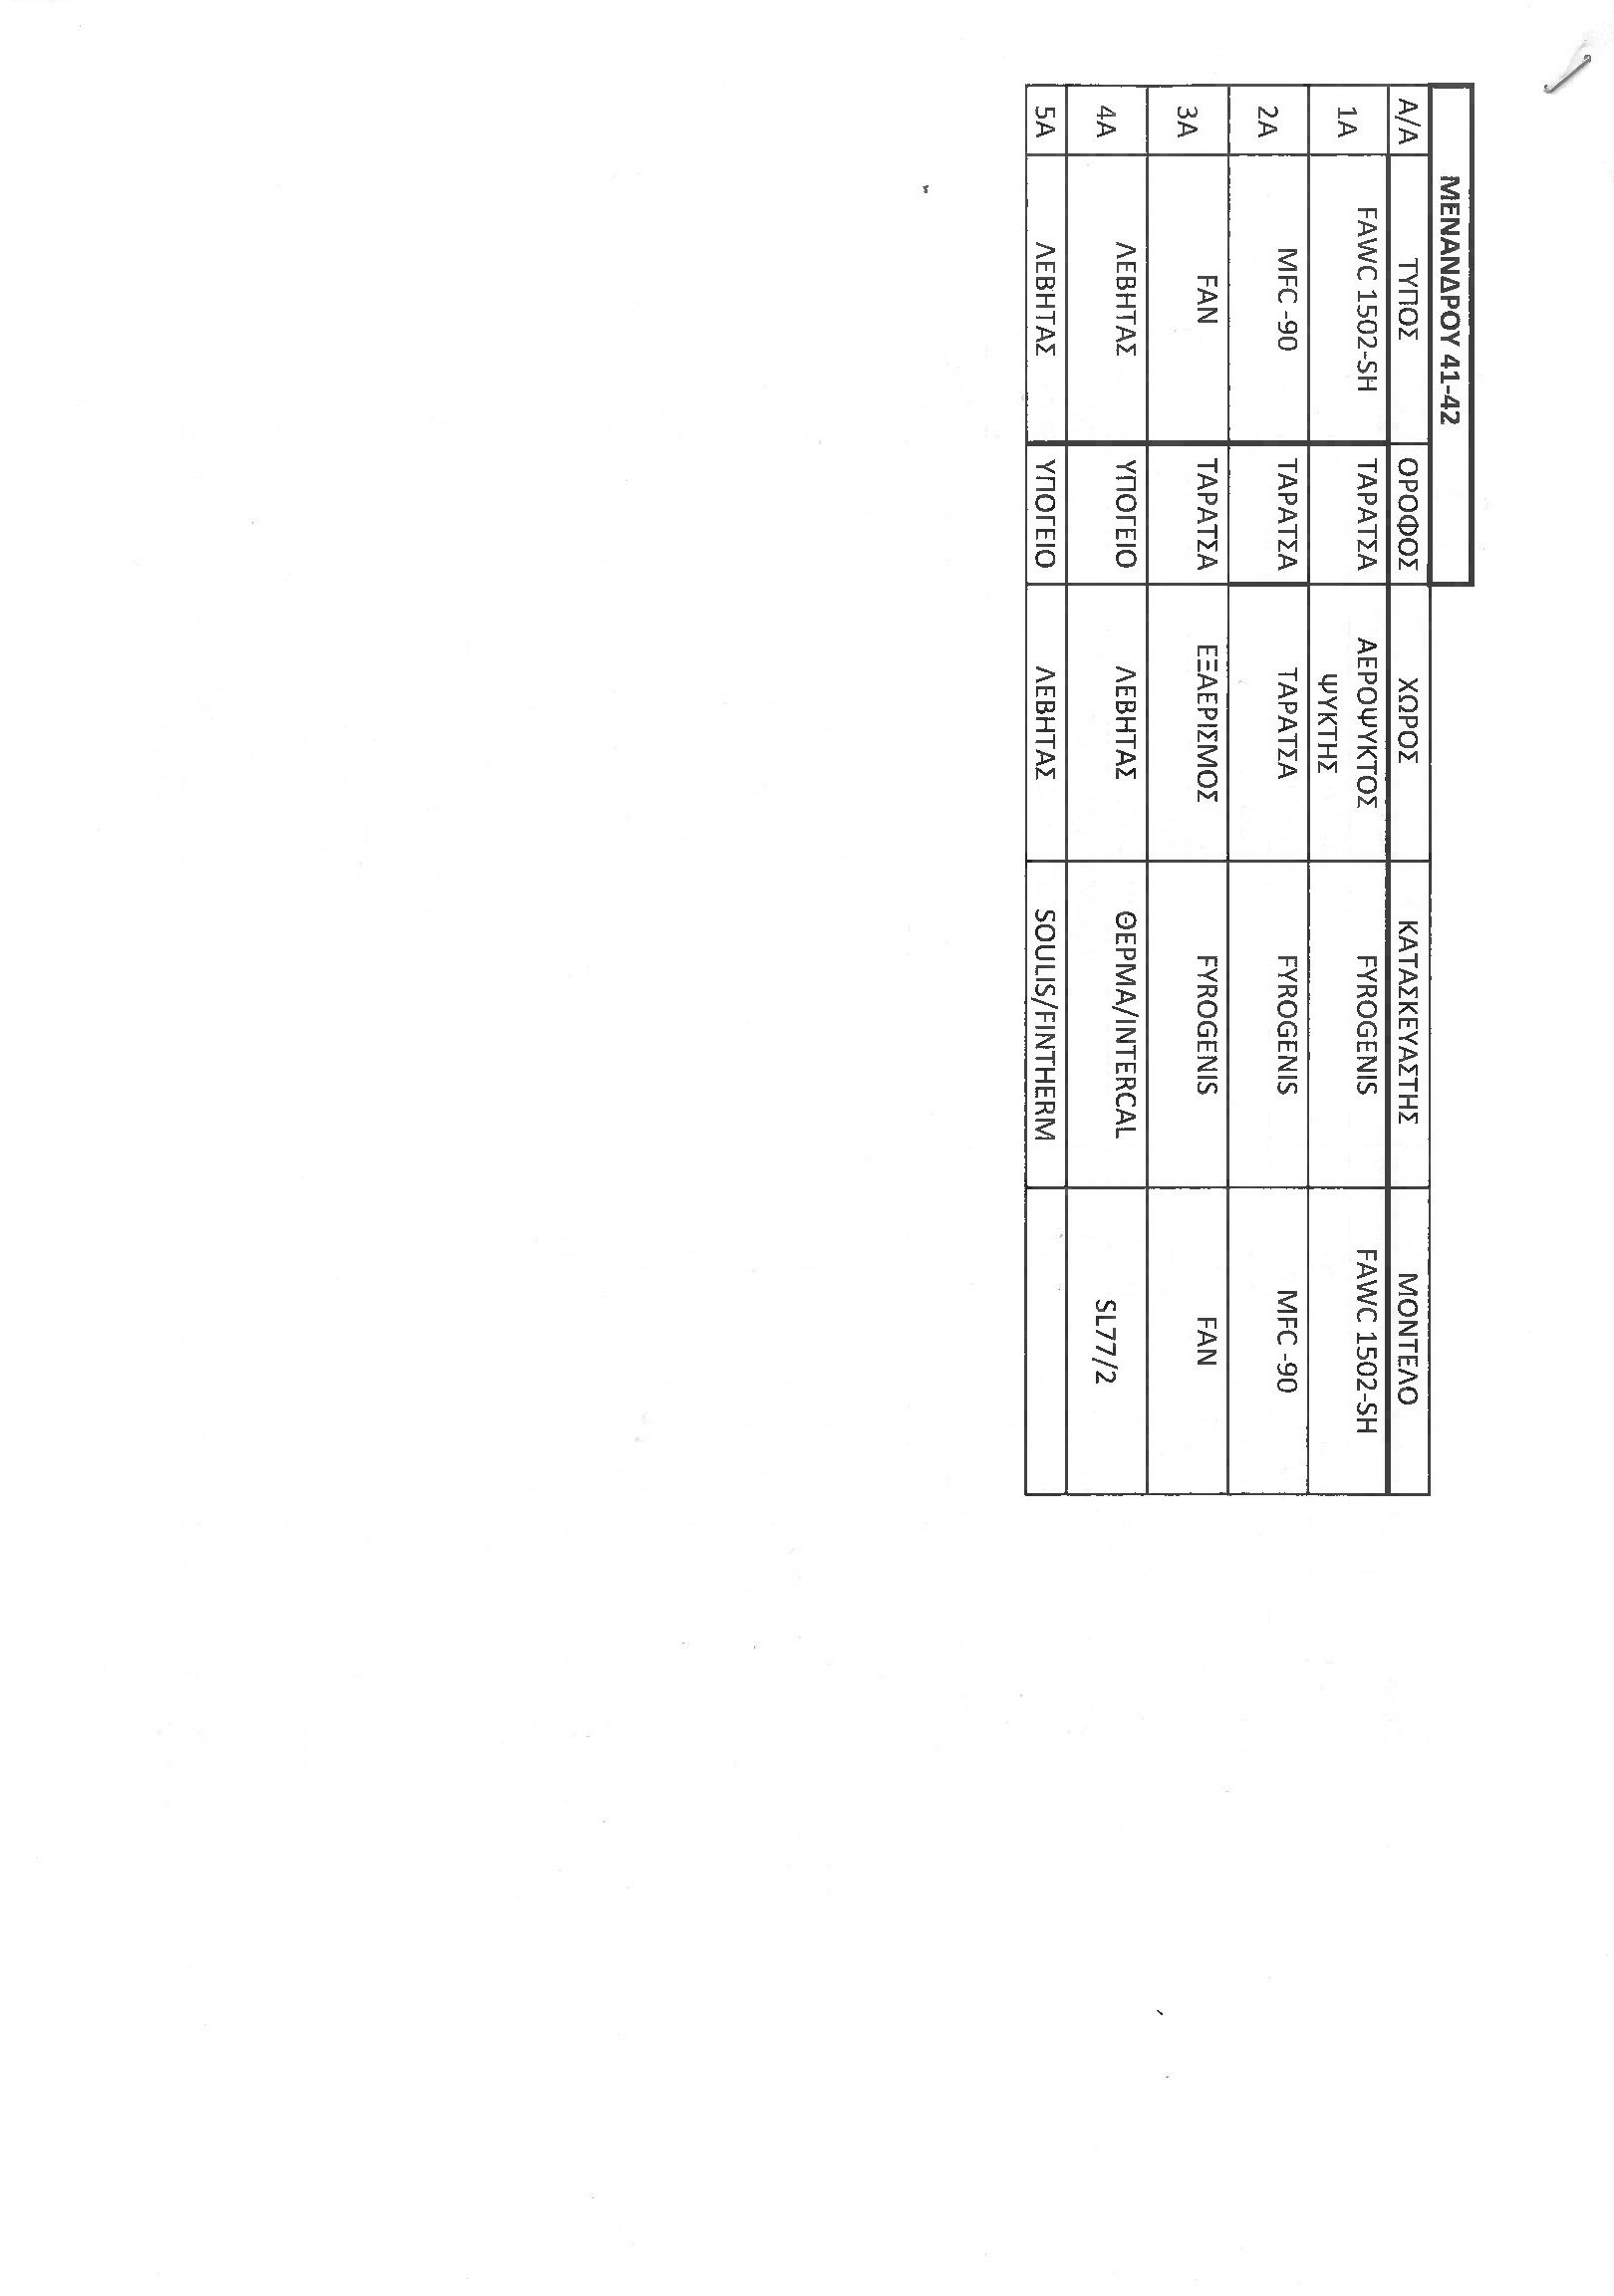 ΜΕΝΑΝΔΡΟΥ 41-42
Α/Α ΤΥΠΟΣ ΟΡΟΦΟΣ ΧΩΡΟΣ ΚΑΤΑΣΚΕΥΑΣΤΗΣ ΜΟΝΤΕΛΟ
1Α FAWC 1502-SH ΤΑΡΑΤΣΑ ΑΕΡΟΨΥΚΤΟΣ FYROGENIS FAWC 1502-SH
ΨΥΚΤΗΣ
2Α MFC -90 ΤΑΡΑΤΣΑ ΤΑΡΑΤΣΑ FYROGENIS MFC -90
3Α FAN ΤΑΡΑΤΣΑ ΕΞΑΕΡΙΣΜΟΣ FYROGENIS FAN
4Α ΛΕΒΗΤΑΣ ΥΠΟΓΕΙΟ ΛΕΒΗΤΑΣ ΘΕΡΜΑ/INTERCAL SL77/2
5Α ΛΕΒΗΤΑΣ ΥΠΟΓΕΙΟ ΛΕΒΗΤΑΣ SOULIS/FINTHERM